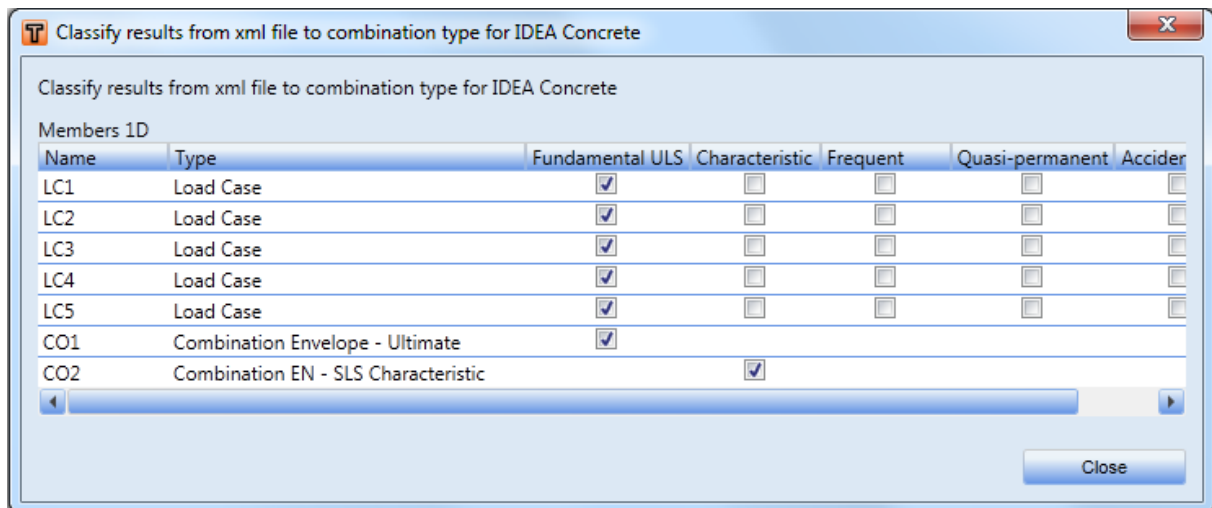 Classify results from xml file to combination type for IDEA Concrete
Classify results from xml file to combination type for IDEA Concrete
Members 1D
Name Type Fundamental ULS Characteristic Frequent Quasi-permanent Acciden
LC1 Load Case
LC2 Load Case
LC3 Load Case
LC4 Load Case
LC5 Load Case
CO1 Combination Envelope - Ultimate
CO2 Combination EN - SLS Characteristic
Close